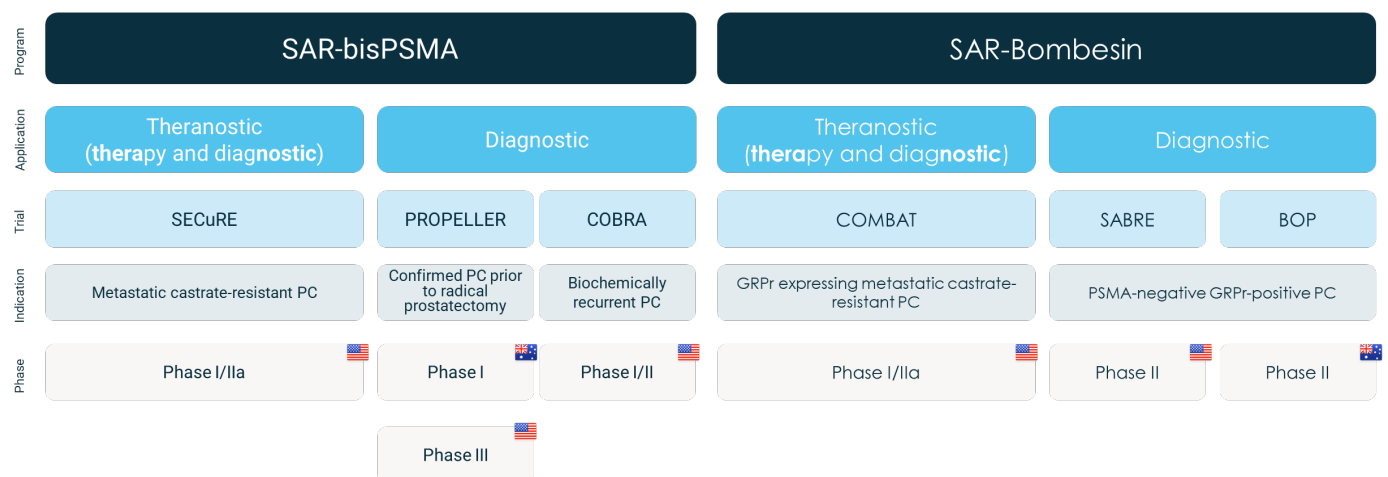 Program
SAR-bisPSMA
SAR-Bombesin
Application
Theranostic
(therapy and diagnostic)
Diagnostic
Theranostic
(therapy and diagnostic)
Diagnostic
Trial
SECuRE
PROPELLER
COBRA
COMBAT
SABRE
BOP
Indication
Metastatic castrate-resistant PC
Confirmed PC prior
to radical
prostatectomy
Biochemically
recurrent PC
GRPr expressing metastatic castrate-
resistant PC
PSMA-negative GRPr-positive PC
Phase
Phase I/IIa
Phase I
Phase I/II
Phase I/IIa
Phase II
Phase II
Phase III